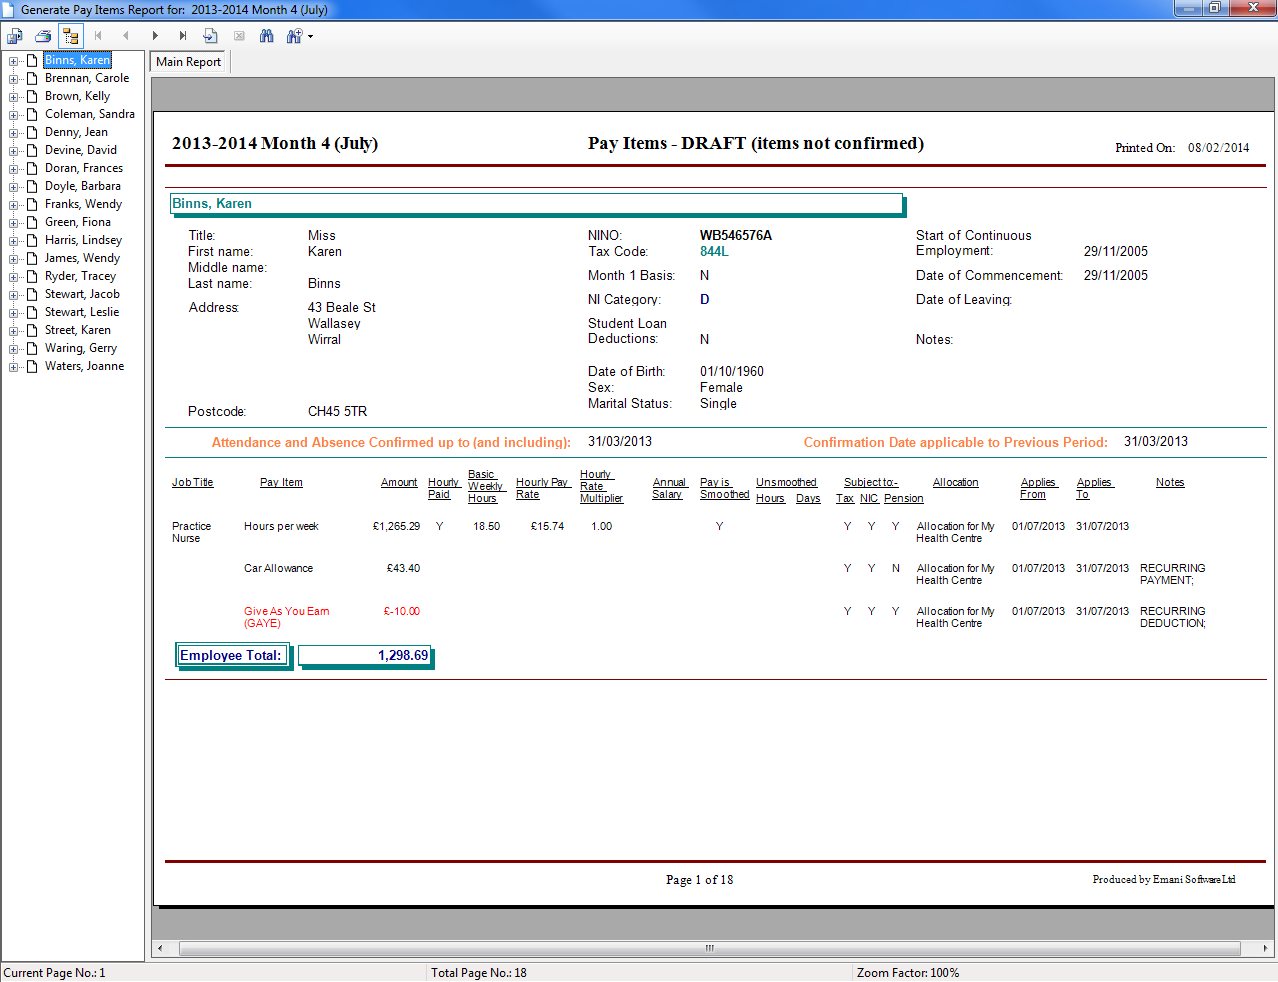 Generate Pay Items Report for:  2013-2014 Month 4 (July)
Binns, Karen
Brennan, Carole
Brown, Kelly
Coleman, Sandra
Denny, Jean
Devine, David
Doran, Frances
Doyle, Barbara
Franks, Wendy
Green, Fiona
Harris, Lindsey
James, Wendy
Ryder, Tracey
Stewart, Jacob
Stewart, Leslie
Street, Karen
Waring, Gerry
Waters, Joanne
Main Report
2013-2014 Month 4 (July) Pay Items - DRAFT (items not confirmed) Printed On: 08/02/2014
Binns, Karen
Title: Miss
First name: Karen
Middle name:
Last name: Binns
Address: 43 Beale St
Wallasey
Wirral
Postcode: CH45 5TR
NINO: WB546576A
Tax Code: 844L
Month 1 Basis: N
NI Category: D
Student Loan
Deductions: N
Date of Birth: 01/10/1960
Sex: Female
Marital Status: Single
Start of Continuous
Employment: 29/11/2005
Date of Commencement: 29/11/2005
Date of Leaving:
Notes:
Attendance and Absence Confirmed up to (and including): 31/03/2013 Confirmation Date applicable to Previous Period: 31/03/2013
Job Title Pay Item Amount Hourly Paid Basic Weekly Hours Hourly Pay Rate Hourly Rate Multiplier Annual Salary Pay is Smoothed Unsmoothed Hours Days Subject to:- Tax NIC Pension Allocation Applies From Applies To Notes
Practice Hours per week £1,265.29 Y 18.50 £15.74 1.00 Y Y Y Y Allocation for My 01/07/2013 31/07/2013
Nurse Health Centre
Car Allowance £43.40 Y Y N Allocation for My 01/07/2013 31/07/2013 RECURRING
Health Centre PAYMENT;
Give As You Earn £-10.00 Y Y Y Allocation for My 01/07/2013 31/07/2013 RECURRING
(GAYE) Health Centre DEDUCTION;
Employee Total: 1,298.69
Page 1 of 18 Produced by Emani Software Ltd
Current Page No.: 1 Total Page No.: 18 Zoom Factor: 100%